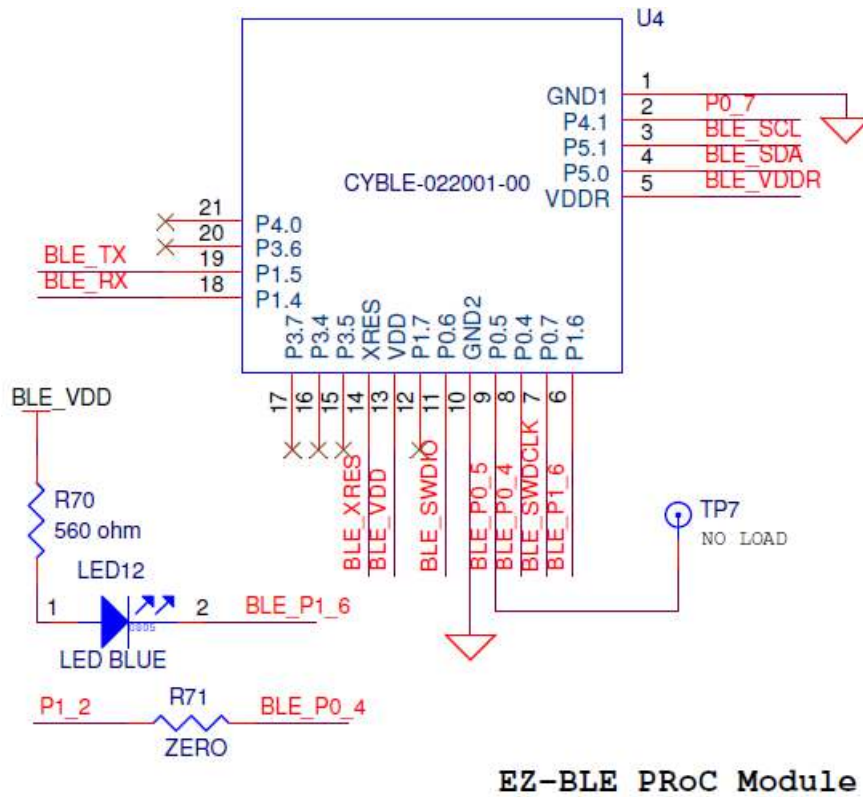 U4
1
GND1
2 P0_7
P4.1
3 BLE_SCL
P5.1
4 BLE_SDA
P5.0
5 BLE_VDDR
VDDR
CYBLE-022001-00
21
P4.0
20
P3.6
BLE_TX 19
P1.5
BLE_RX 18
P1.4
P3.7 P3.4 P3.5 XRES VDD P1.7 P0.6 GND2 P0.5 P0.4 P0.7 P1.6
17 16 15 14 13 12 11 10 9 8 7 6
BLE_XRES BLE_VDD BLE_SWDIO BLE_P0_5 BLE_P0_4 BLE_SWDCLK BLE_P1_6
BLE_VDD
R70
560 ohm
TP7
NO LOAD
LED12
1 2 BLE_P1_6
0805
LED BLUE
P1_2 R71 BLE_P0_4
ZERO
EZ-BLE PRoC Module